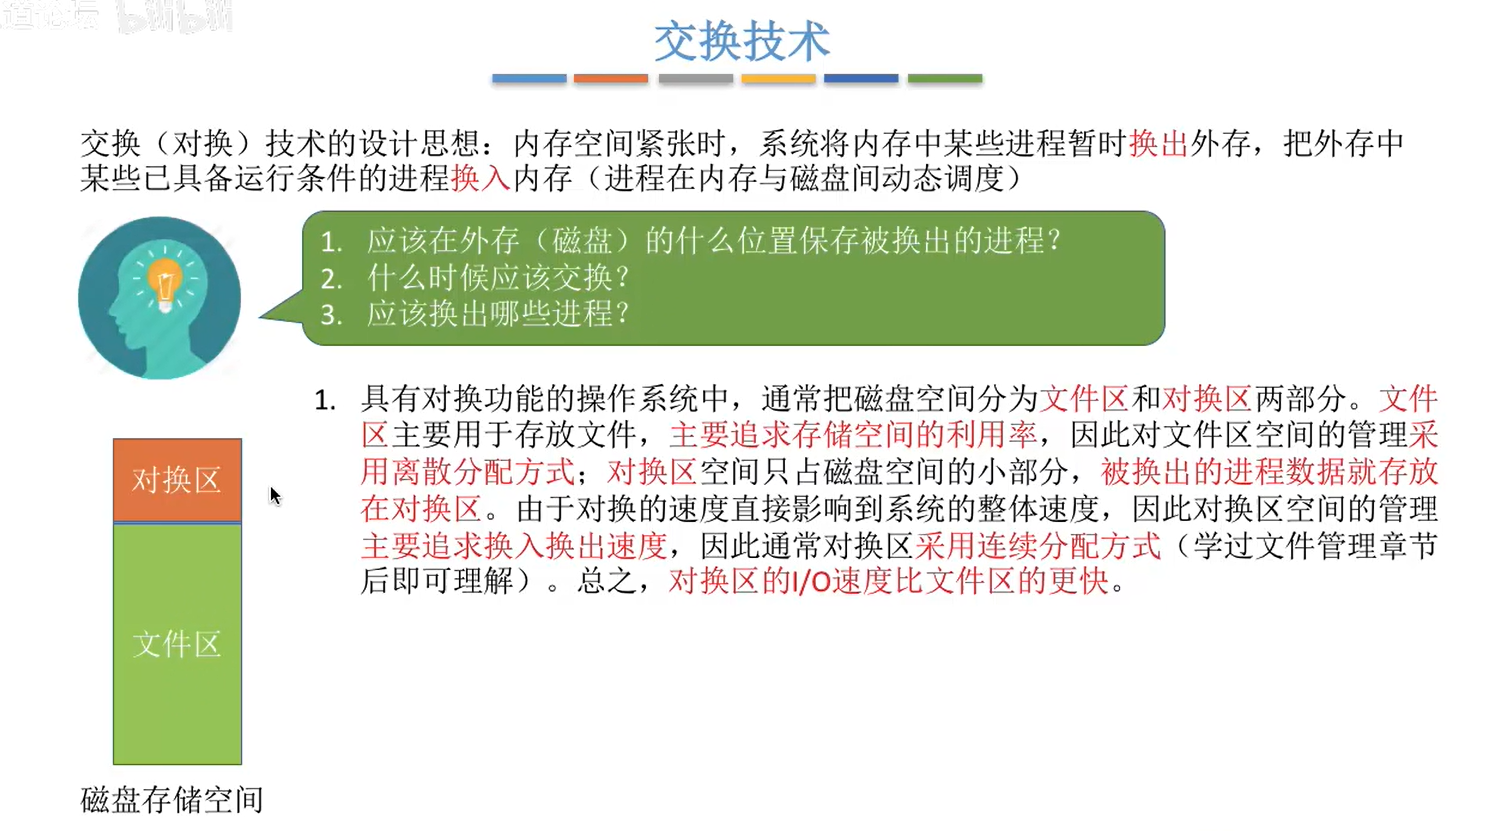 道论坛 bilibili
交换技术
交换（对换）技术的设计思想：内存空间紧张时，系统将内存中某些进程暂时换出外存，把外存中
某些已具备运行条件的进程换入内存（进程在内存与磁盘间动态调度）
1. 应该在外存（磁盘）的什么位置保存被换出的进程？
2. 什么时候应该交换？
3. 应该换出哪些进程？
1. 具有对换功能的操作系统中，通常把磁盘空间分为文件区和对换区两部分。文件
区主要用于存放文件，主要追求存储空间的利用率，因此对文件区空间的管理采
用离散分配方式；对换区空间只占磁盘空间的小部分，被换出的进程数据就存放
在对换区。由于对换的速度直接影响到系统的整体速度，因此对换区空间的管理
主要追求换入换出速度，因此通常对换区采用连续分配方式（学过文件管理章节
后即可理解）。总之，对换区的I/O速度比文件区的更快。
对换区
文件区
磁盘存储空间